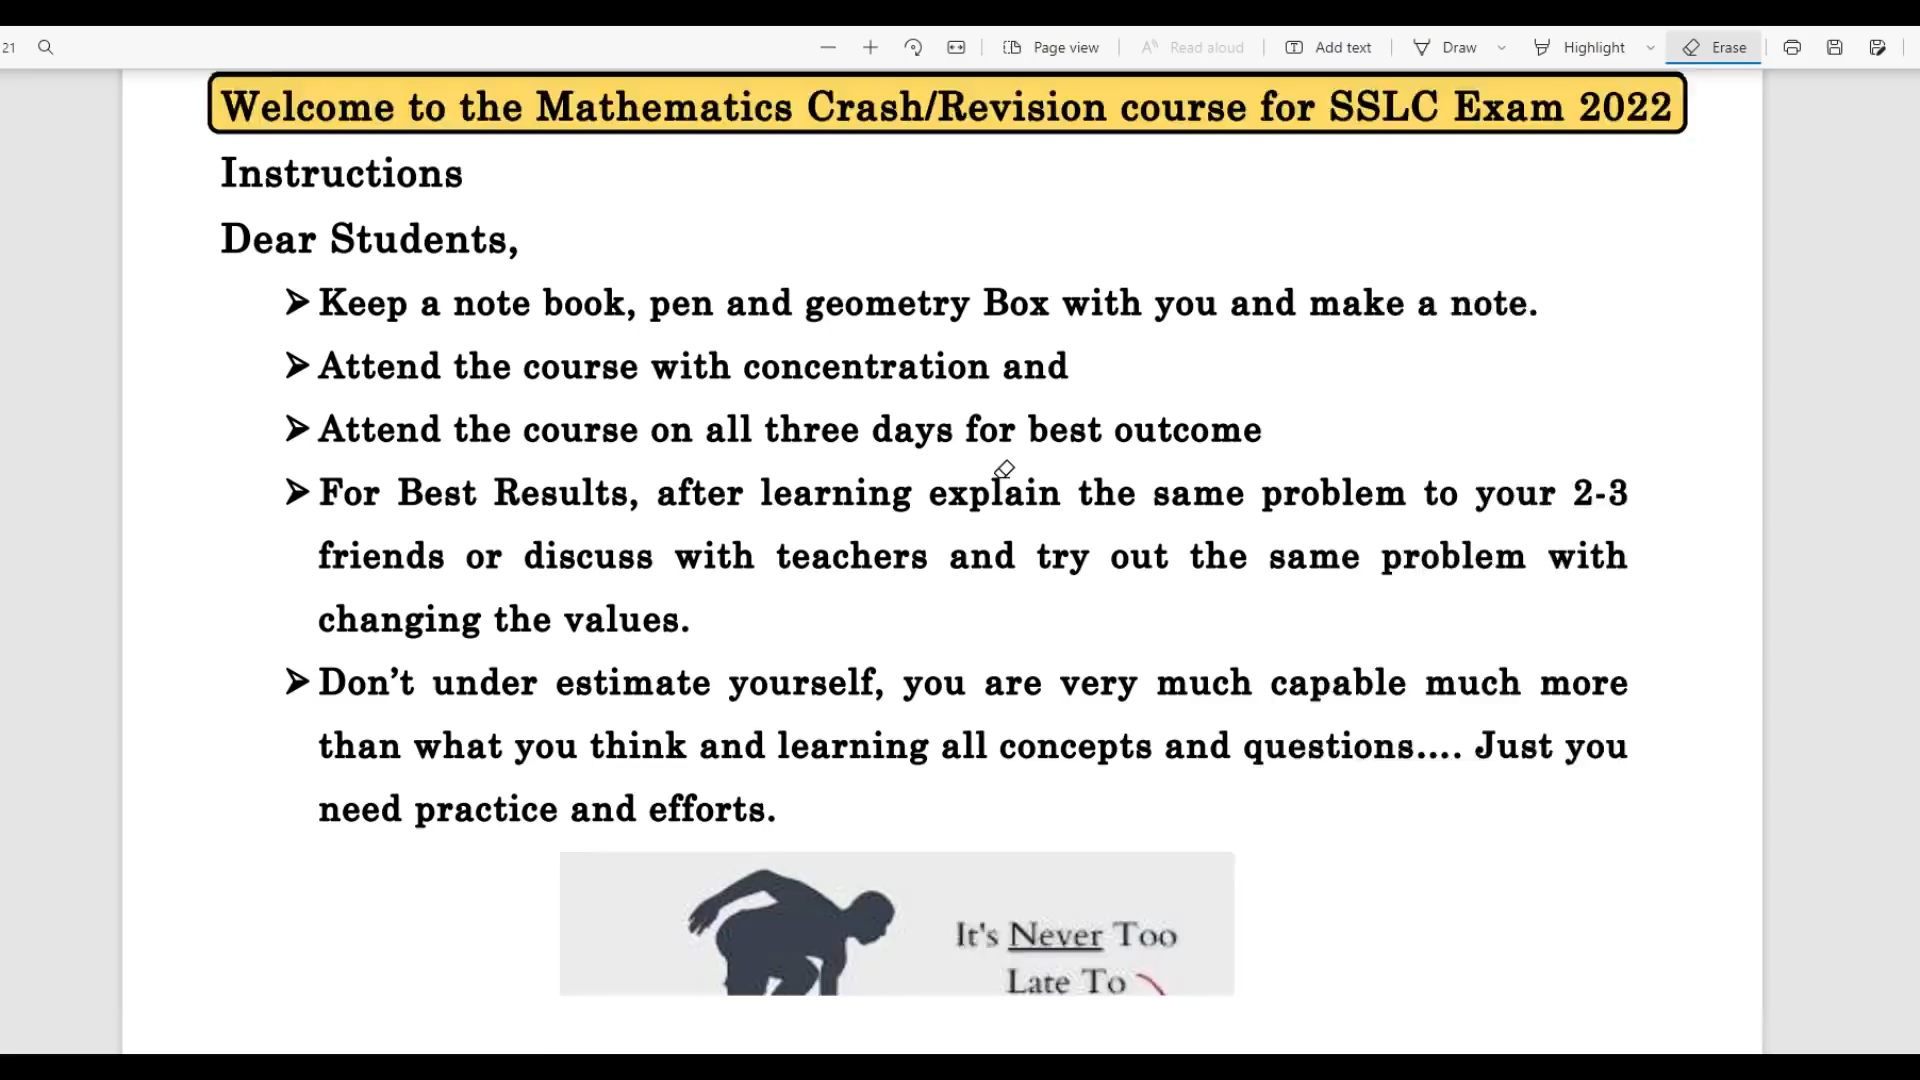 21
Page view
Read aloud
Add text
Draw
Highlight
Erase
Welcome to the Mathematics Crash/Revision course for SSLC Exam 2022
Instructions
Dear Students,
➢ Keep a note book, pen and geometry Box with you and make a note.
➢ Attend the course with concentration and
➢ Attend the course on all three days for best outcome
➢ For Best Results, after learning explain the same problem to your 2-3
friends or discuss with teachers and try out the same problem with
changing the values.
➢ Don’t under estimate yourself, you are very much capable much more
than what you think and learning all concepts and questions.... Just you
need practice and efforts.
It's Never Too
Late To